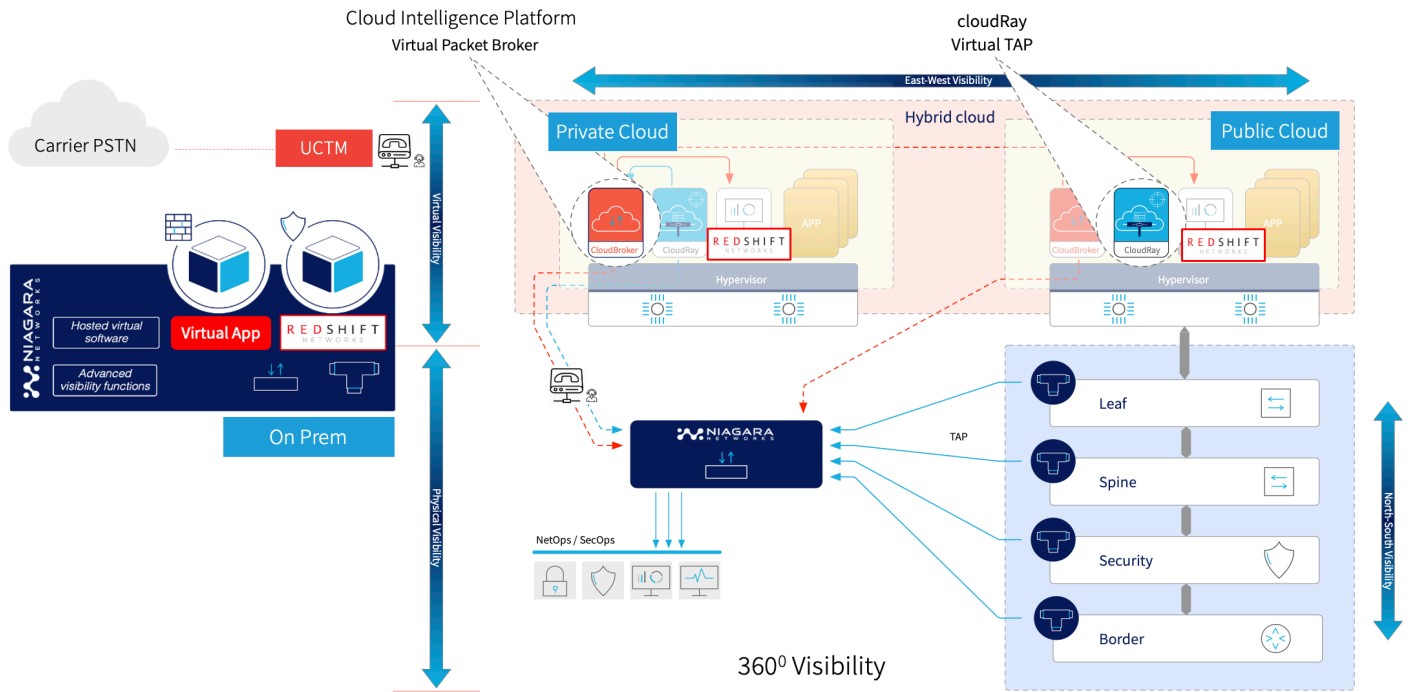 Cloud Intelligence Platform
Virtual Packet Broker
cloudRay
Virtual TAP
East-West Visibility
Hybrid cloud
Private Cloud
Public Cloud
Carrier PSTN
UCTM
Virtual Visibility
CloudBroker
CloudRay
REDSHIFT
NETWORKS
APP
Hypervisor
CloudBroker
CloudRay
REDSHIFT
NETWORKS
APP
Hypervisor
NIAGARA
NETWORKS
Hosted virtual
software
Virtual App
REDSHIFT
NETWORKS
Advanced
visibility functions
On Prem
Physical Visibility
NIAGARA
NETWORKS
TAP
Leaf
Spine
Security
Border
North-South Visibility
NetOps / SecOps
360⁰ Visibility